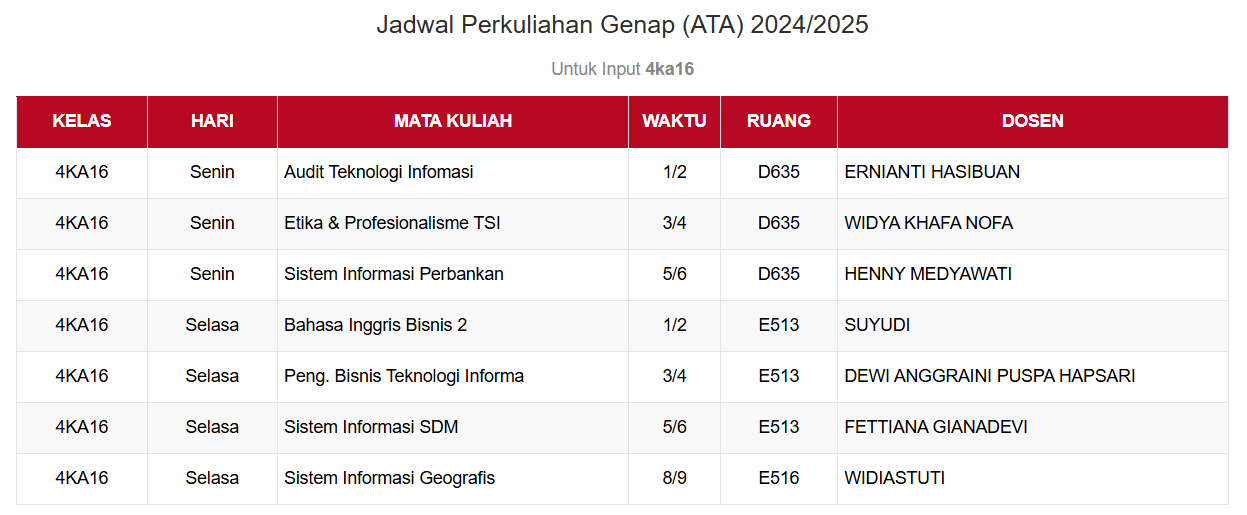 Jadwal Perkuliahan Genap (ATA) 2024/2025
Untuk Input 4ka16
KELAS HARI MATA KULIAH WAKTU RUANG DOSEN
4KA16 Senin Audit Teknologi Infomasi 1/2 D635 ERNIANTI HASIBUAN
4KA16 Senin Etika & Profesionalisme TSI 3/4 D635 WIDYA KHAFA NOFA
4KA16 Senin Sistem Informasi Perbankan 5/6 D635 HENNY MEDYAWATI
4KA16 Selasa Bahasa Inggris Bisnis 2 1/2 E513 SUYUDI
4KA16 Selasa Peng. Bisnis Teknologi Informa 3/4 E513 DEWI ANGGRAINI PUSPA HAPSARI
4KA16 Selasa Sistem Informasi SDM 5/6 E513 FETTIANA GIANADEVI
4KA16 Selasa Sistem Informasi Geografis 8/9 E516 WIDIASTUTI